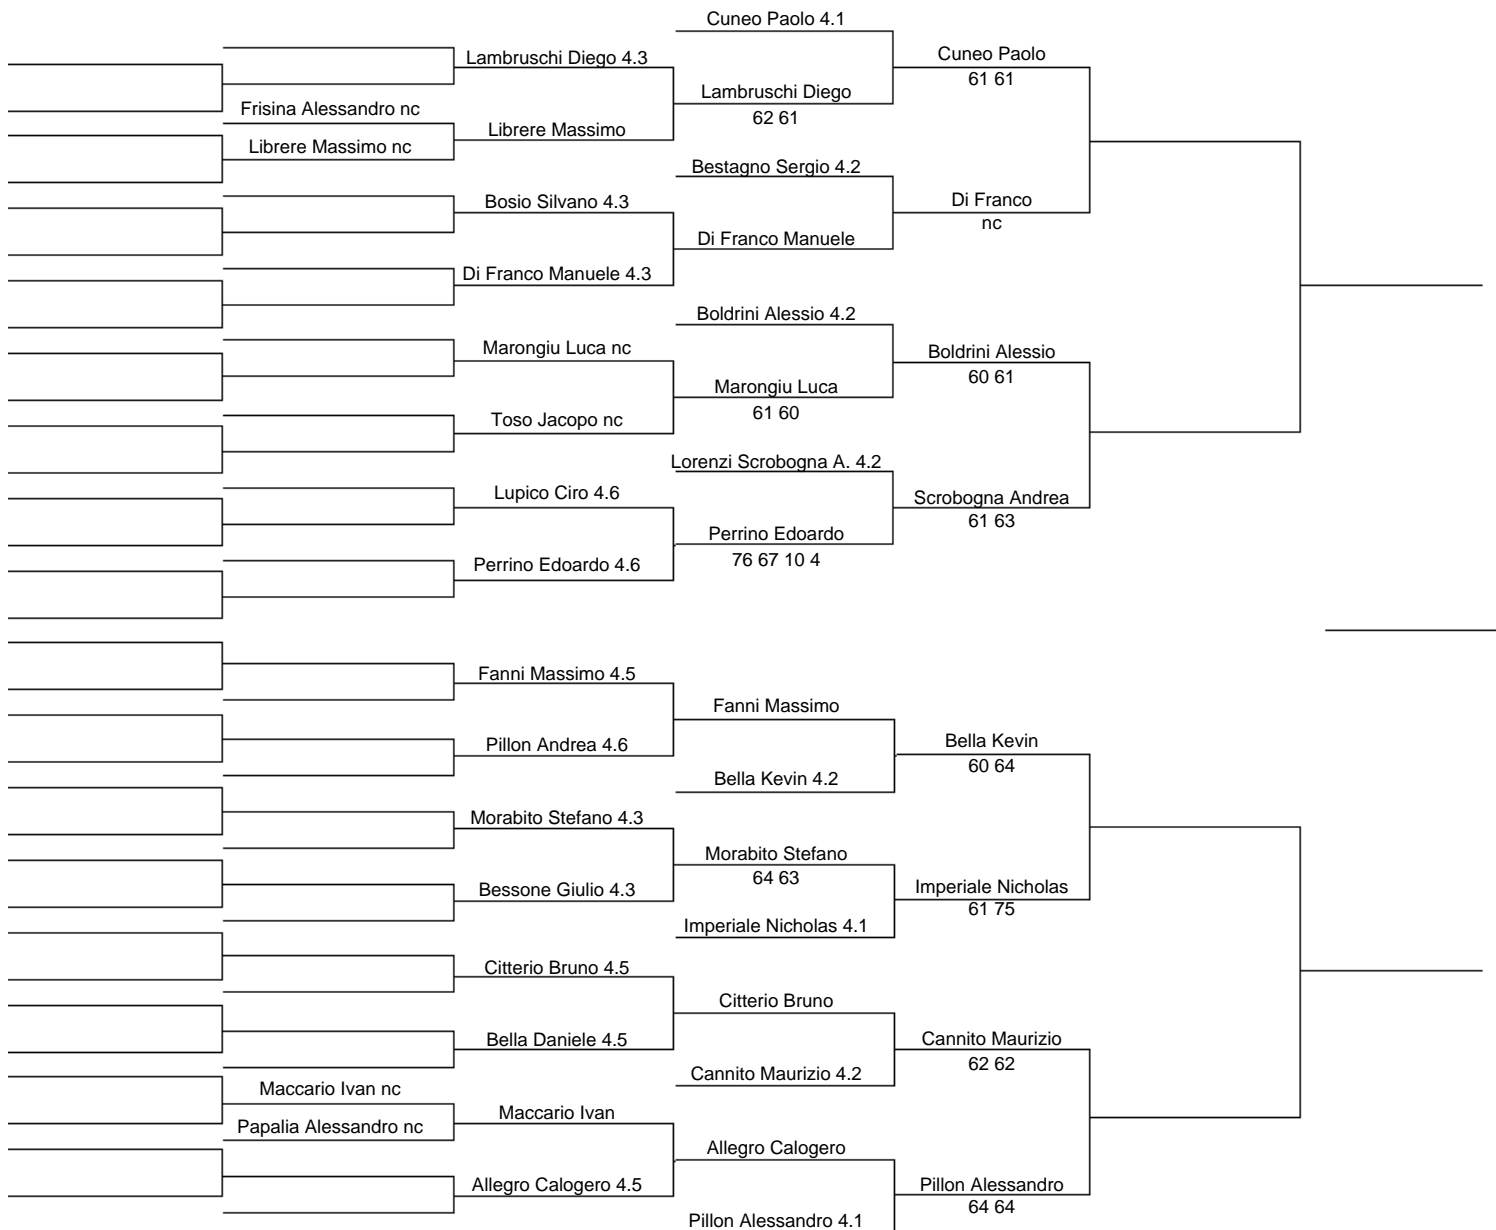 Cuneo Paolo 4.1
Lambruschi Diego 4.3
Cuneo Paolo
61 61
Lambruschi Diego
62 61
Frisina Alessandro nc
Librere Massimo
Librere Massimo nc
Bestagno Sergio 4.2
Bosio Silvano 4.3
Di Franco
nc
Di Franco Manuele
Di Franco Manuele 4.3
Boldrini Alessio 4.2
Marongiu Luca nc
Boldrini Alessio
60 61
Marongiu Luca
61 60
Toso Jacopo nc
Lorenzi Scrobogna A. 4.2
Lupico Ciro 4.6
Scrobogna Andrea
61 63
Perrino Edoardo
76 67 10 4
Perrino Edoardo 4.6
Fanni Massimo 4.5
Fanni Massimo
Pillon Andrea 4.6
Bella Kevin
60 64
Bella Kevin 4.2
Morabito Stefano 4.3
Morabito Stefano
64 63
Bessone Giulio 4.3
Imperiale Nicholas
61 75
Imperiale Nicholas 4.1
Citterio Bruno 4.5
Citterio Bruno
Bella Daniele 4.5
Cannito Maurizio
62 62
Cannito Maurizio 4.2
Maccario Ivan nc
Maccario Ivan
Papalia Alessandro nc
Allegro Calogero
Allegro Calogero 4.5
Pillon Alessandro
64 64
Pillon Alessandro 4.1